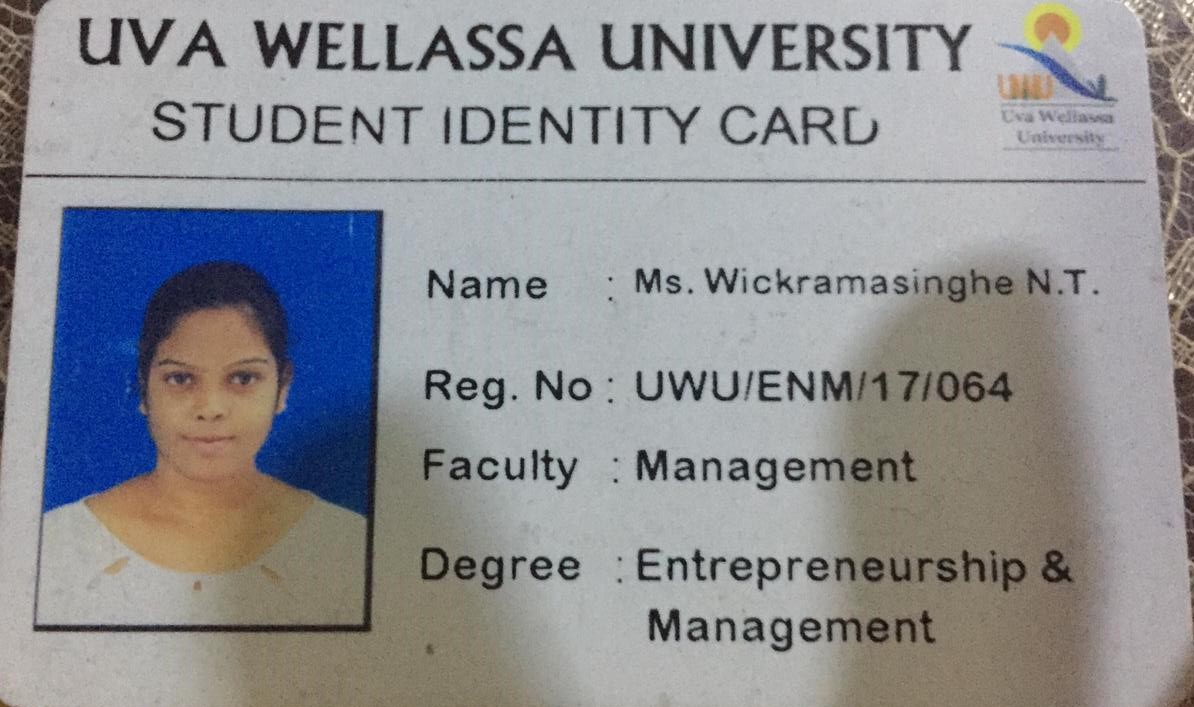 UVA WELLASSA UNIVERSITY
STUDENT IDENTITY CARD
UWU
Uva Wellassa
University
Name : Ms. Wickramasinghe N.T.
Reg. No : UWU/ENM/17/064
Faculty : Management
Degree : Entrepreneurship &
Management